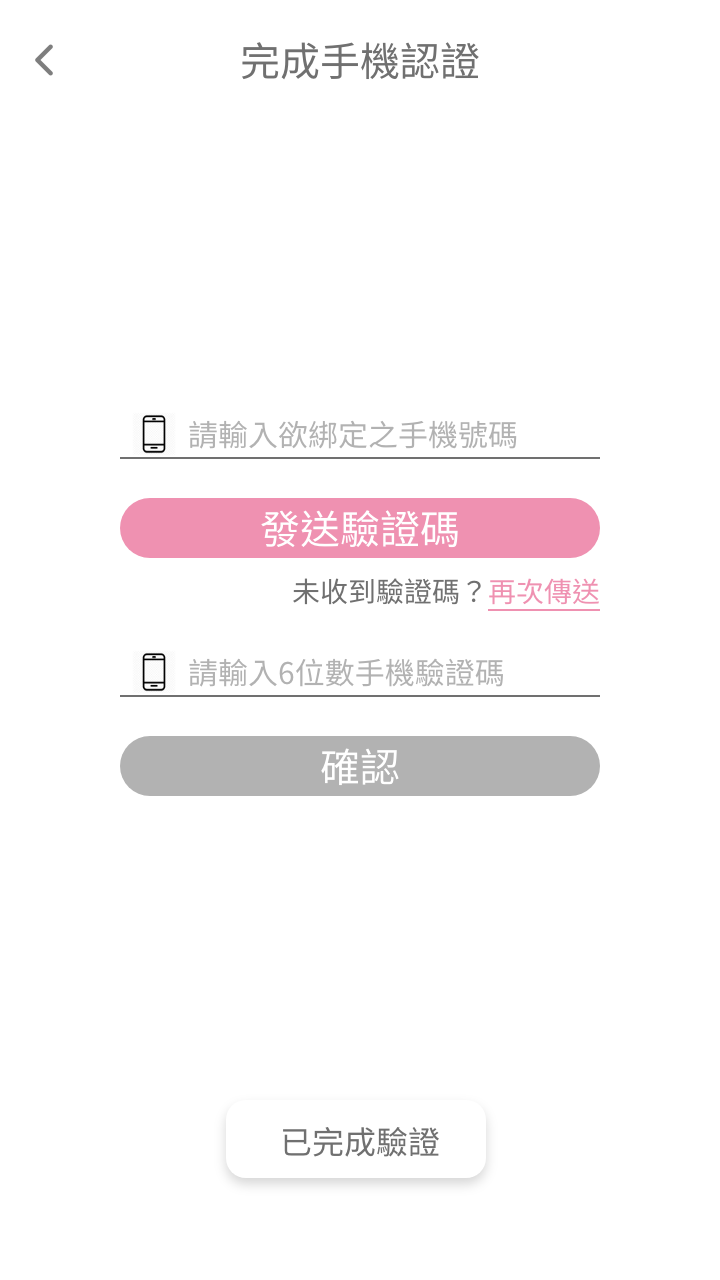 完成手機認證
請輸入欲綁定之手機號碼
發送驗證碼
未收到驗證碼？再次傳送
請輸入6位數手機驗證碼
確認
已完成驗證